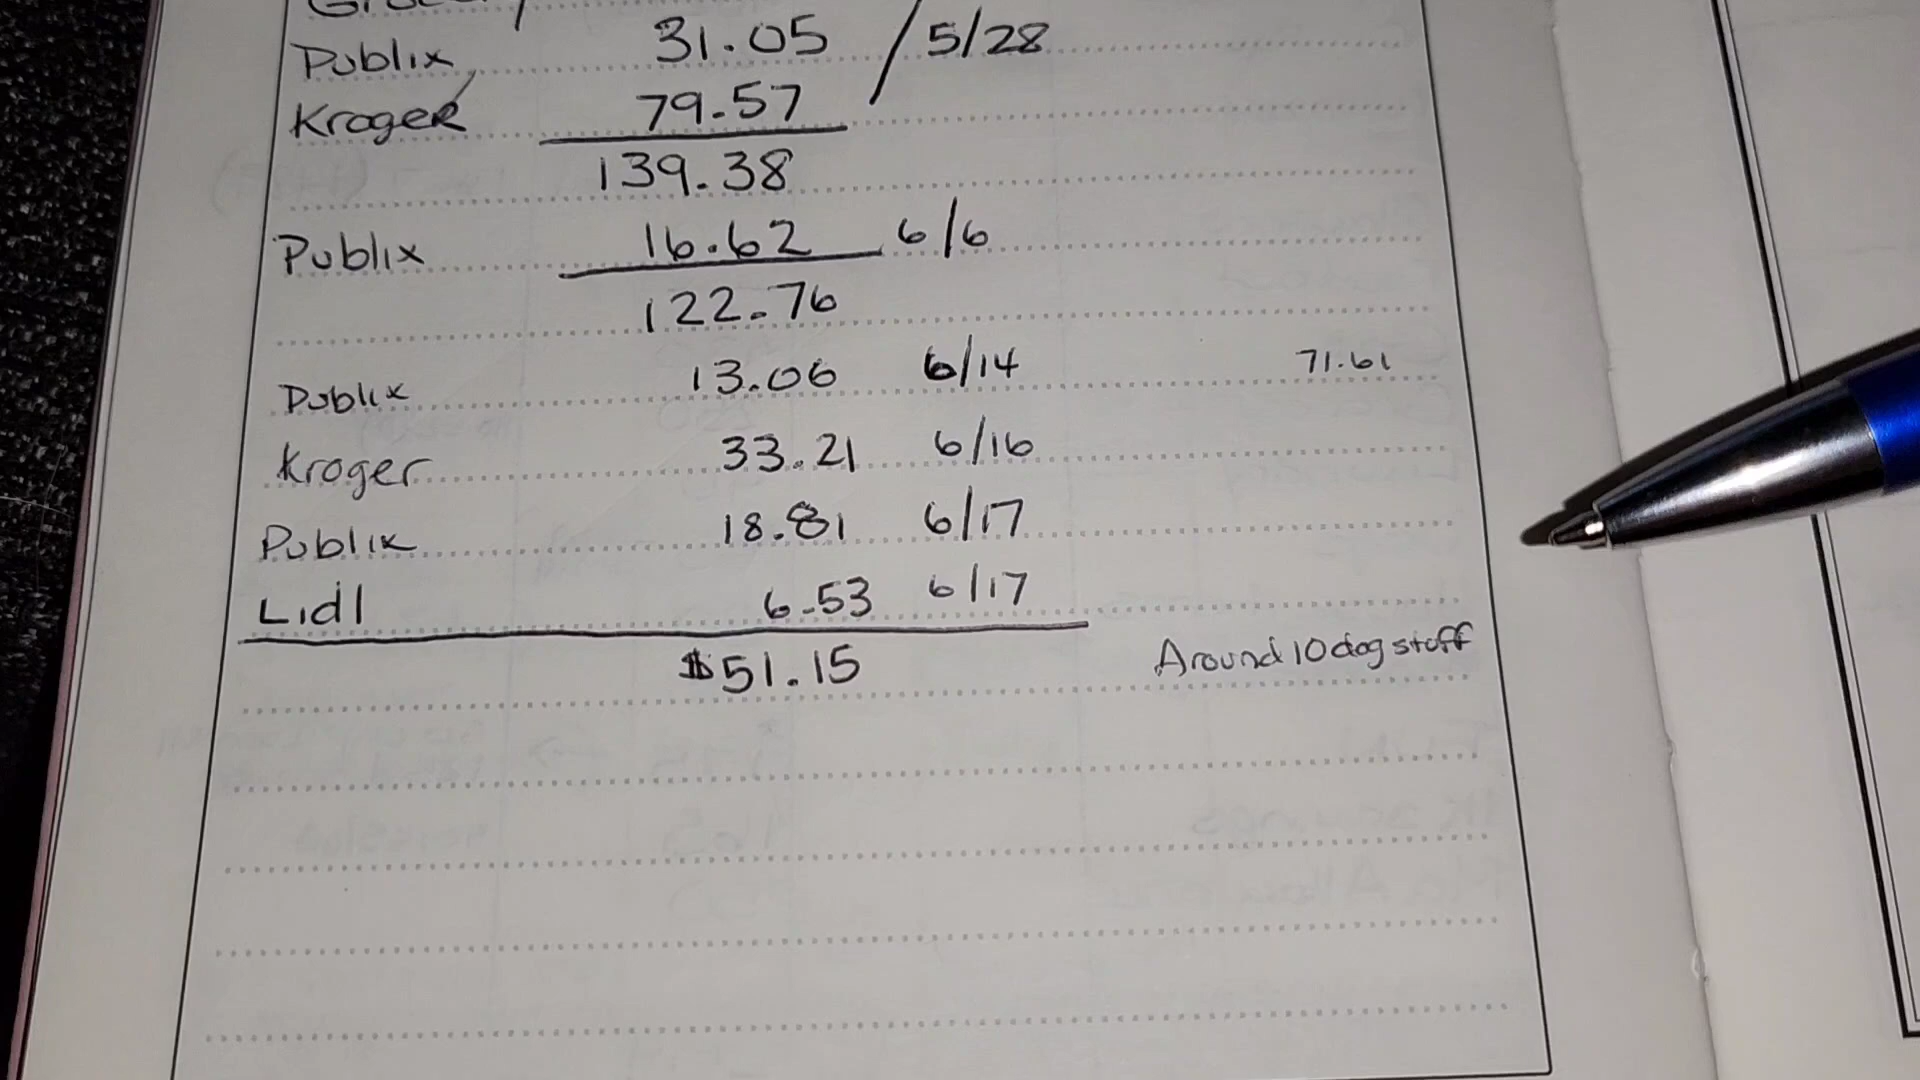 Grocery
Publix 31.05 / 5/28
Kroger 79.57
139.38
Publix 16.62 6/6
122.76
Publix 13.06 6/14 71.61
Kroger 33.21 6/16
Publix 18.81 6/17
Lidl 6.53 6/17
$51.15 Around 10 dog stuff